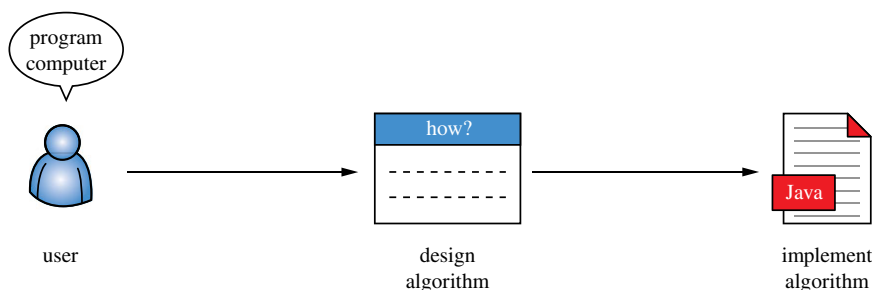 program
computer
how?
Java
user
design
algorithm
implement
algorithm